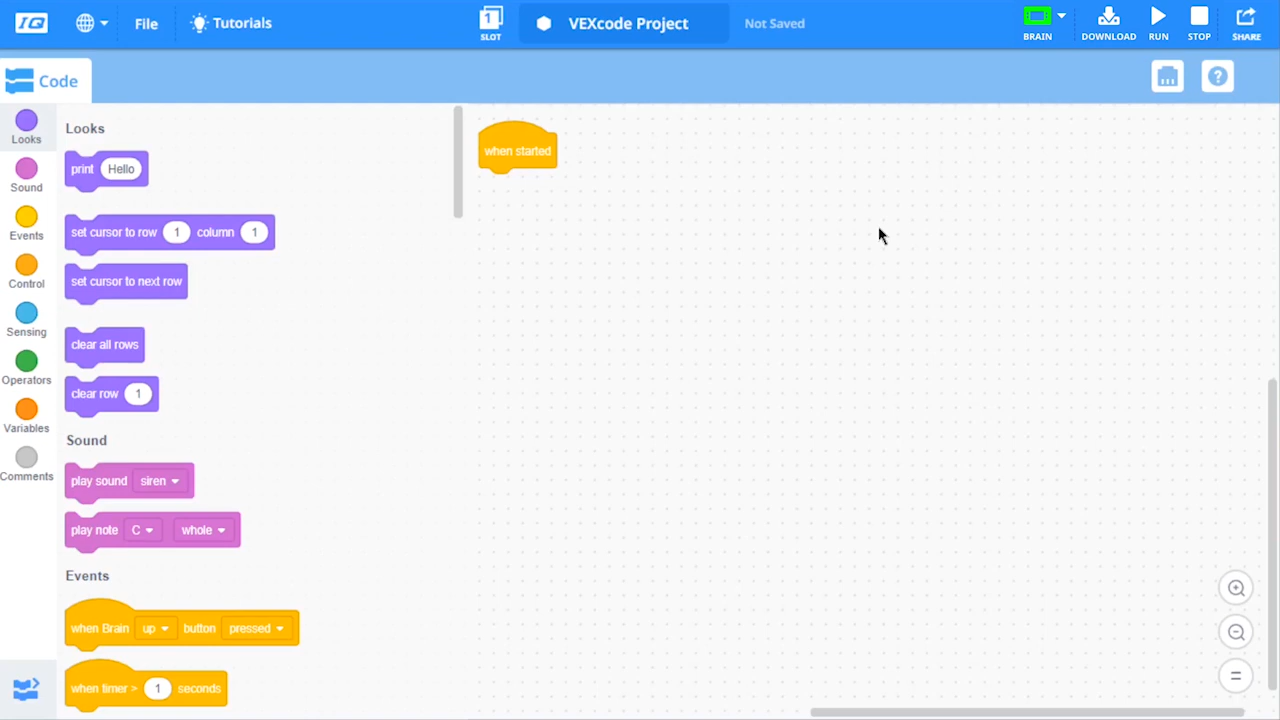 IQ File Tutorials 1 SLOT VEXcode Project Not Saved BRAIN DOWNLOAD RUN STOP SHARE
Code ?
Looks
Sound
Events
Control
Sensing
Operators
Variables
Comments
Looks
print Hello
set cursor to row 1 column 1
set cursor to next row
clear all rows
clear row 1
Sound
play sound siren
play note C whole
Events
when Brain up button pressed
when timer > 1 seconds
when started